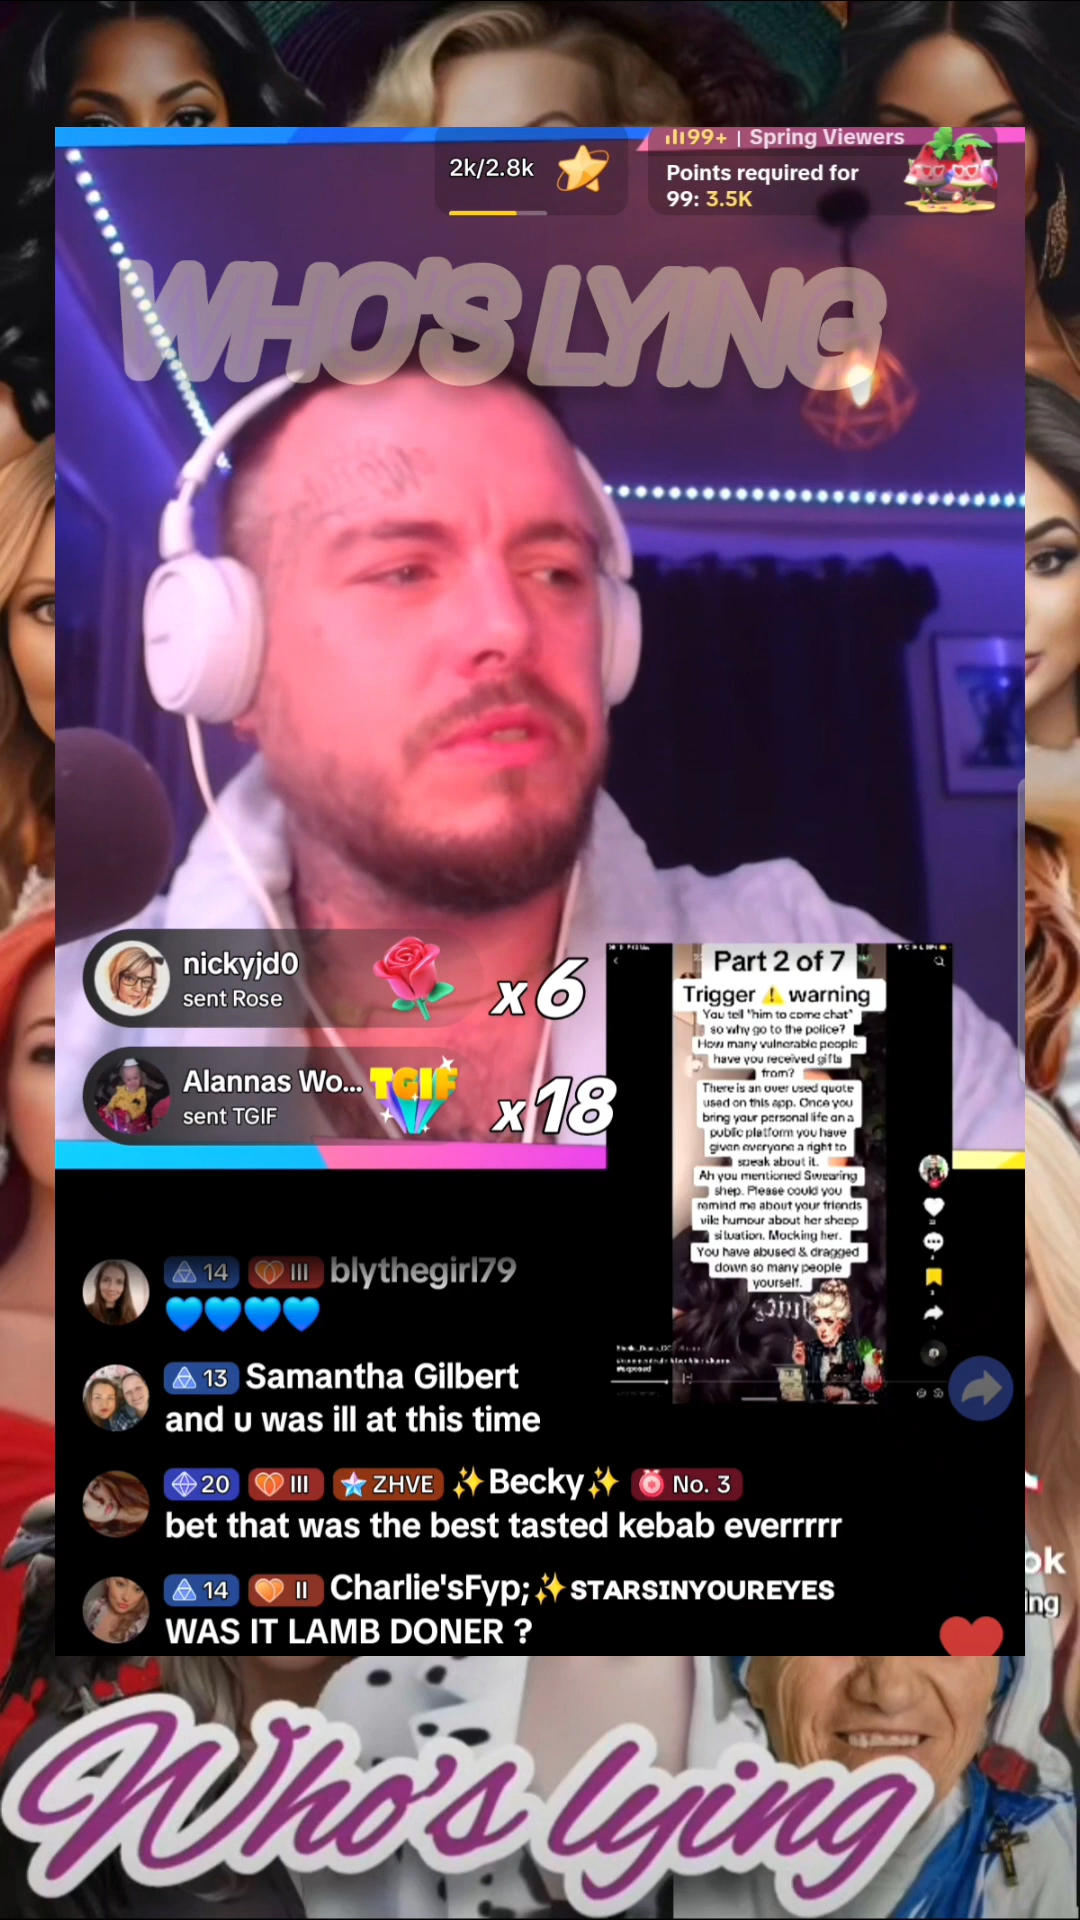 2k/2.8k
99+ | Spring Viewers
Points required for
99: 3.5K
WHO'S LYING
nickyjd0
sent Rose
x6
Alannas Wo...
sent TGIF
TGIF
x18
Part 2 of 7
Trigger ⚠️ warning
You tell "him to come chat"
so why go to the police?
How many vulnerable people
have you received gifts
from?
There is an over used quote
used on this app. Once you
bring your personal life on a
public platform you have
given everyone a right to
speak about it.
Ah you mentioned Swearing
shep. Please could you
remind me about your friends
vile humour about her sheep
situation. Mocking her.
You have abused & dragged
down so many people
yourself.
14 III blythegirl79
💙💙💙💙
13 Samantha Gilbert
and u was ill at this time
20 III ZHVE ✨Becky✨ No. 3
bet that was the best tasted kebab everrrrr
14 II Charlie'sFyp;✨STARSINYOUREYES
WAS IT LAMB DONER ?
ok
ing
Who's lying